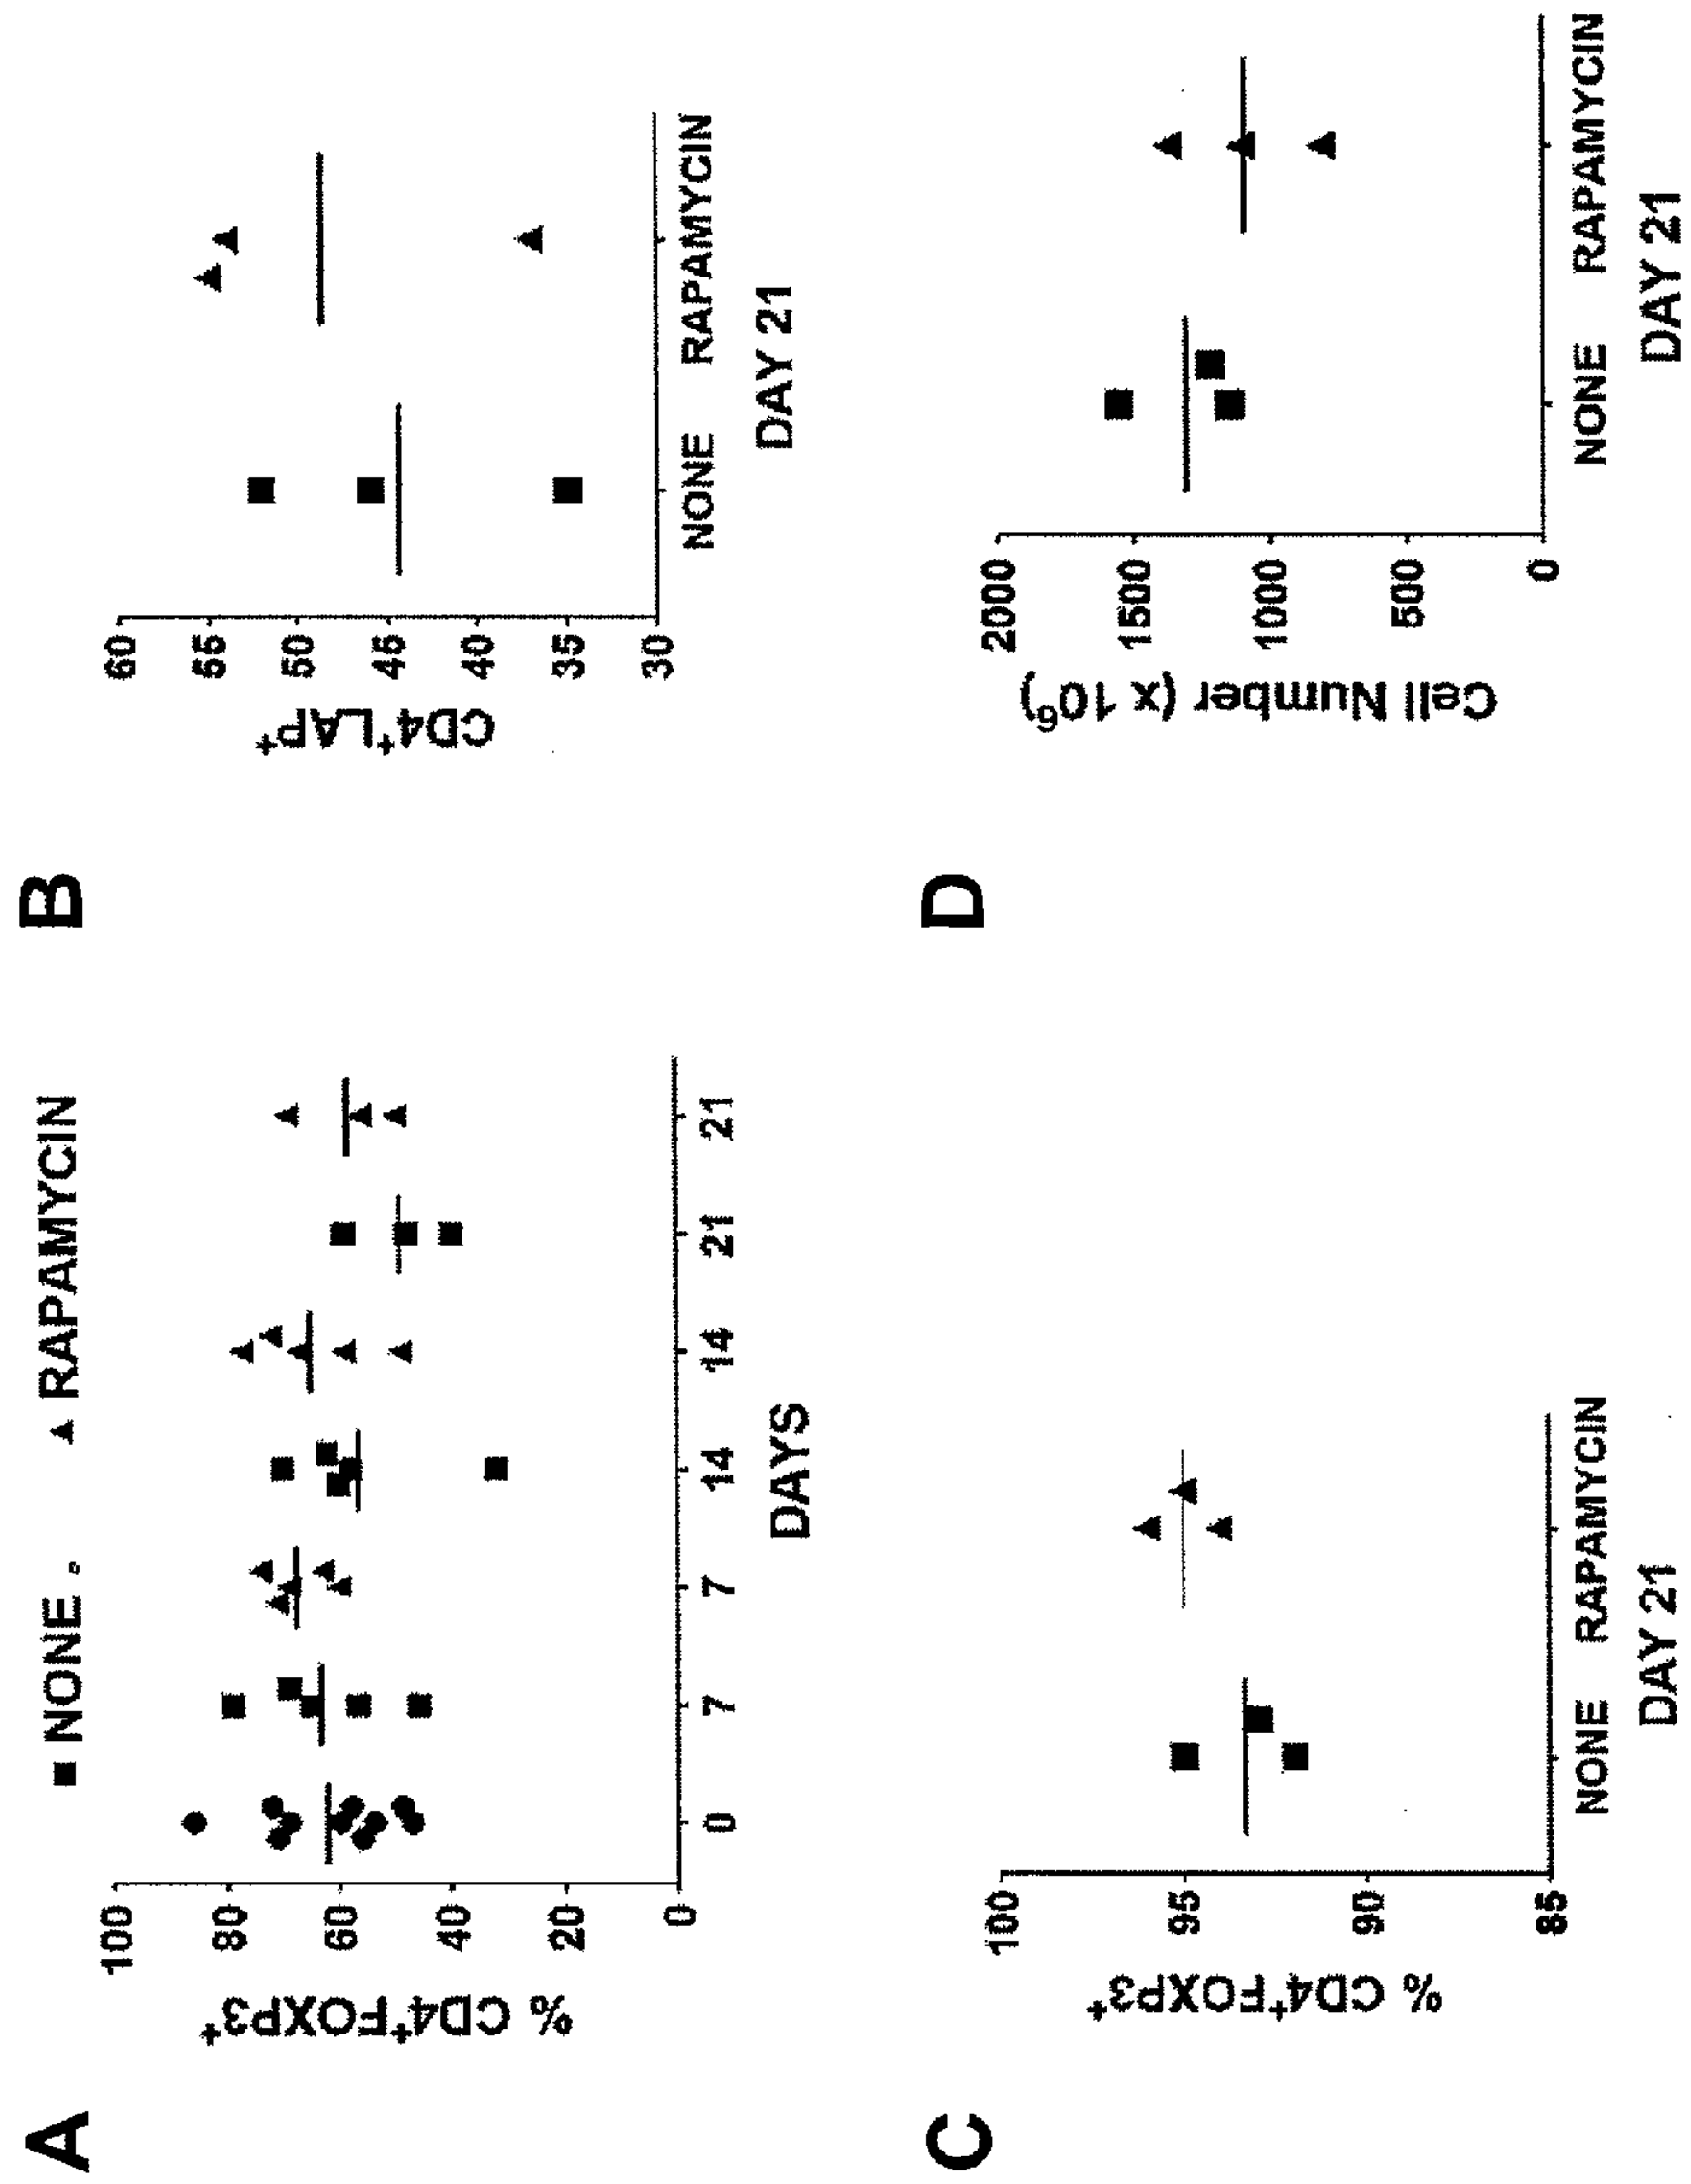 A
■ NONE ▲ RAPAMYCIN
% CD4⁺FOXP3⁺
100
80
60
40
20
0
0 7 7 14 14 21 21
DAYS
B
CD4⁺LAP⁺
60
55
50
45
40
35
30
NONE RAPAMYCIN
DAY 21
C
% CD4⁺FOXP3⁺
100
95
90
85
NONE RAPAMYCIN
DAY 21
D
Cell Number (x 10⁶)
2000
1500
1000
500
0
NONE RAPAMYCIN
DAY 21